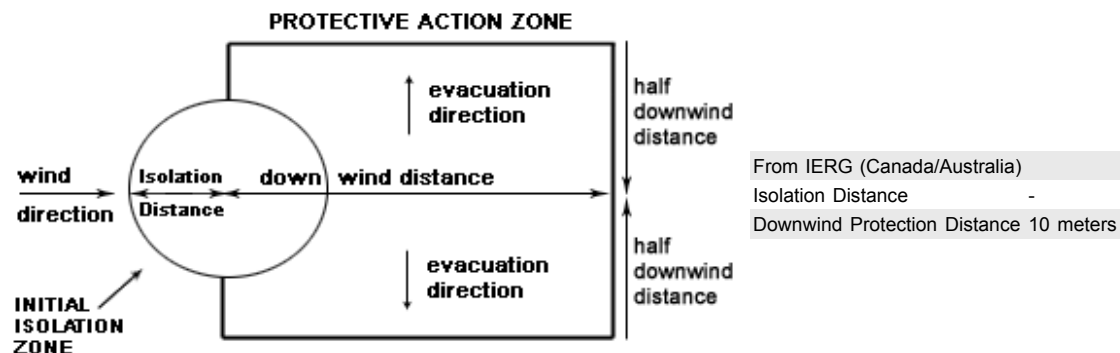 PROTECTIVE ACTION ZONE
evacuation
direction
half
downwind
distance
wind
direction
Isolation
Distance
down wind distance
evacuation
direction
half
downwind
distance
INITIAL
ISOLATION
ZONE
From IERG (Canada/Australia)
Isolation Distance -
Downwind Protection Distance 10 meters